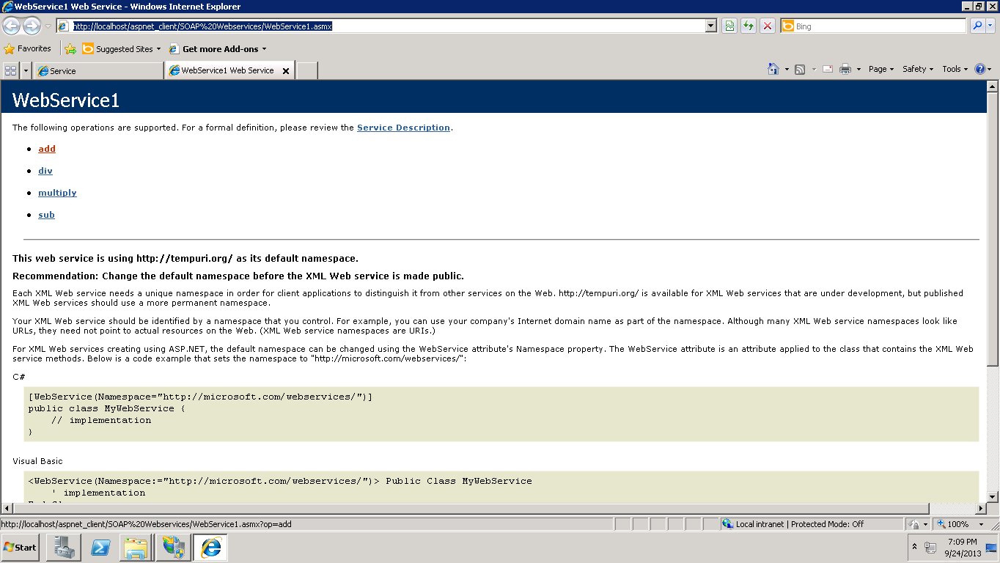 WebService1 Web Service - Windows Internet Explorer
http://localhost/aspnet_client/SOAP%20Webservices/WebService1.asmx
Bing
Favorites
Suggested Sites
Get more Add-ons
Service
WebService1 Web Service
Page
Safety
Tools
WebService1
The following operations are supported. For a formal definition, please review the Service Description.
add
div
multiply
sub
This web service is using http://tempuri.org/ as its default namespace.
Recommendation: Change the default namespace before the XML Web service is made public.
Each XML Web service needs a unique namespace in order for client applications to distinguish it from other services on the Web. http://tempuri.org/ is available for XML Web services that are under development, but published
XML Web services should use a more permanent namespace.
Your XML Web service should be identified by a namespace that you control. For example, you can use your company's Internet domain name as part of the namespace. Although many XML Web service namespaces look like
URLs, they need not point to actual resources on the Web. (XML Web service namespaces are URIs.)
For XML Web services creating using ASP.NET, the default namespace can be changed using the WebService attribute's Namespace property. The WebService attribute is an attribute applied to the class that contains the XML Web
service methods. Below is a code example that sets the namespace to "http://microsoft.com/webservices/":
C#
[WebService(Namespace="http://microsoft.com/webservices/")]
public class MyWebService {
// implementation
}
Visual Basic
<WebService(Namespace:="http://microsoft.com/webservices/")> Public Class MyWebService
' implementation
http://localhost/aspnet_client/SOAP%20Webservices/WebService1.asmx?op=add
Local intranet | Protected Mode: Off
100%
Start
7:09 PM
9/24/2013